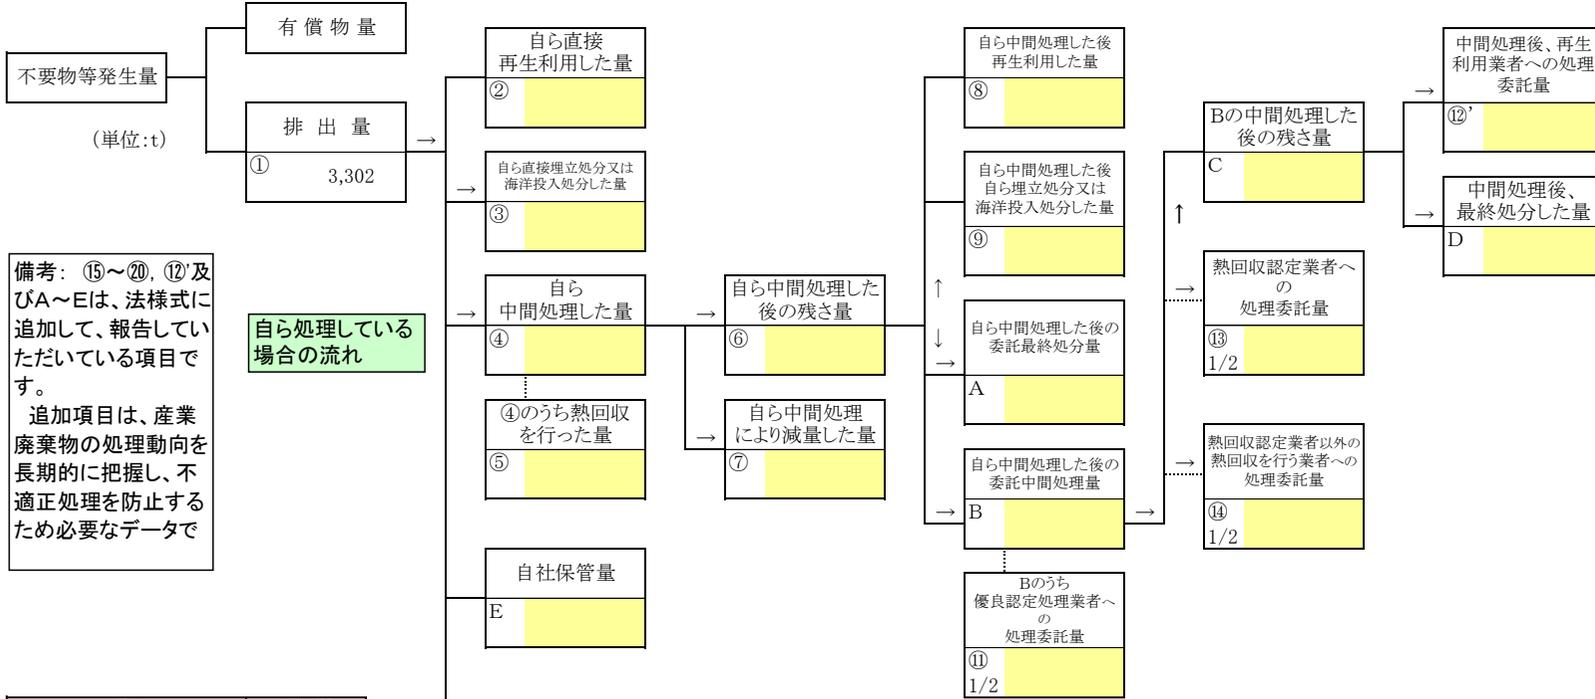 有 償 物 量
不要物等発生量
(単位:t)
排 出 量
→
①
3,302
備考: ⑮～⑳, ⑫'及
びA～Eは、法様式に
追加して、報告してい
ただいている項目で
す。
追加項目は、産業
廃棄物の処理動向を
長期的に把握し、不
適正処理を防止する
ため必要なデータで
自ら処理している
場合の流れ
自ら直接
再生利用した量
②
→
自ら直接埋立処分又は
海洋投入処分した量
③
→
自ら
中間処理した量
④
④のうち熱回収
を行った量
⑤
自社保管量
E
→
自ら中間処理した
後の残さ量
⑥
→
自ら中間処理
により減量した量
⑦
↑
↓
自ら中間処理した後
再生利用した量
⑧
自ら中間処理した後
自ら埋立処分又は
海洋投入処分した量
⑨
→
自ら中間処理した後の
委託最終処分量
A
→
自ら中間処理した後の
委託中間処理量
B
→
Bのうち
優良認定処理業者へ
の
処理委託量
⑪
1/2
↑
Bの中間処理した
後の残さ量
C
→
熱回収認定業者へ
の
処理委託量
⑬
1/2
→
熱回収認定業者以外の
熱回収を行う業者への
処理委託量
⑭
1/2
→
中間処理後、再生
利用業者への処理
委託量
⑫'
→
中間処理後、
最終処分した量
D